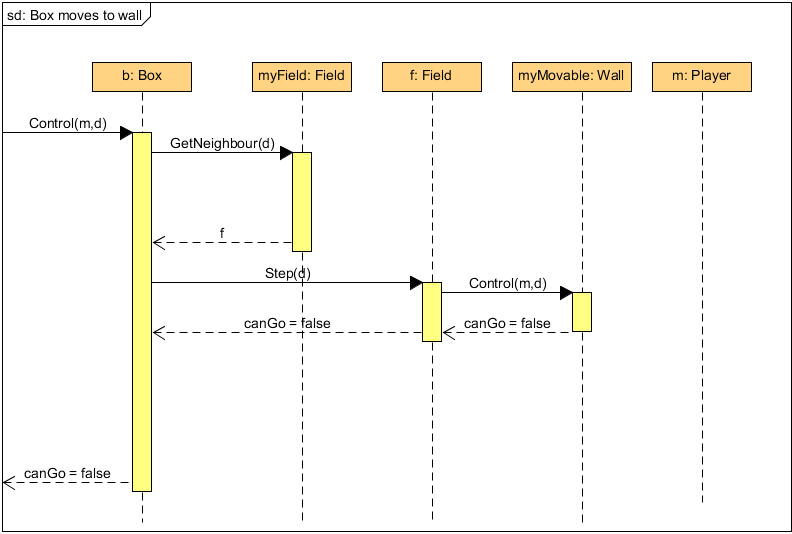 sd: Box moves to wall
b: Box
myField: Field
f: Field
myMovable: Wall
m: Player
Control(m,d)
GetNeighbour(d)
f
Step(d)
Control(m,d)
canGo = false
canGo = false
canGo = false